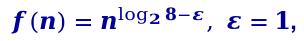 f(n) = n^{log₂ 8−ε}, ε = 1,